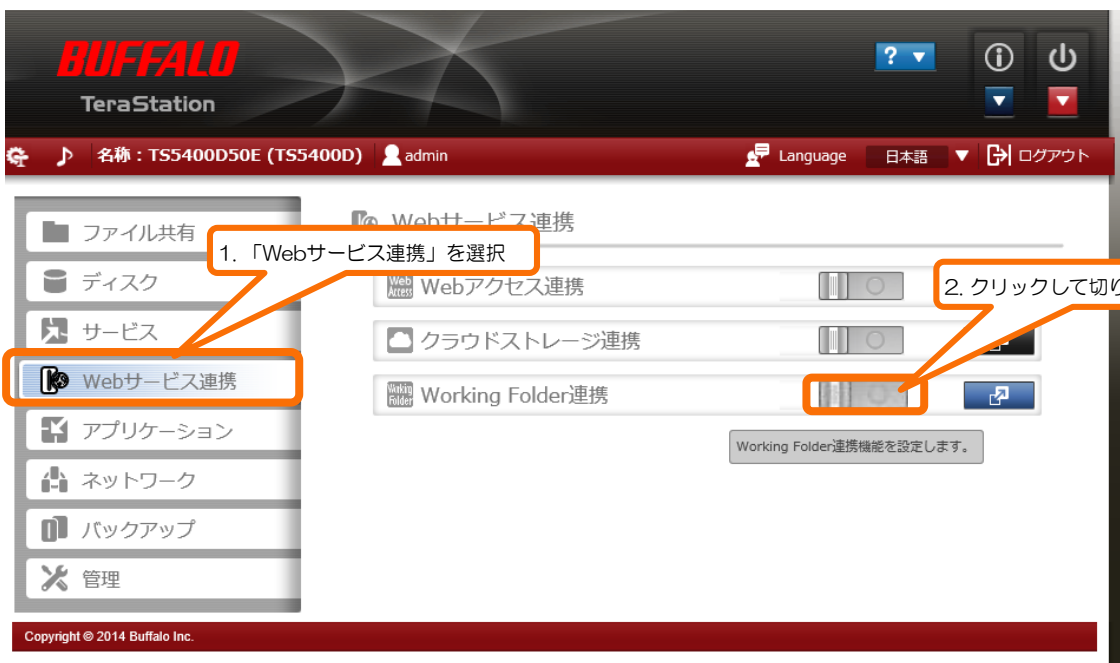 BUFFALO
TeraStation
? ▼
名称：TS5400D50E (TS5400D) admin Language 日本語 ▼ ログアウト
ファイル共有
ディスク
サービス
Webサービス連携
アプリケーション
ネットワーク
バックアップ
管理
1. 「Webサービス連携」を選択
Webサービス連携
Web Access Webアクセス連携
クラウドストレージ連携
Working Folder Working Folder連携
2. クリックして切り
Working Folder連携機能を設定します。
Copyright © 2014 Buffalo Inc.